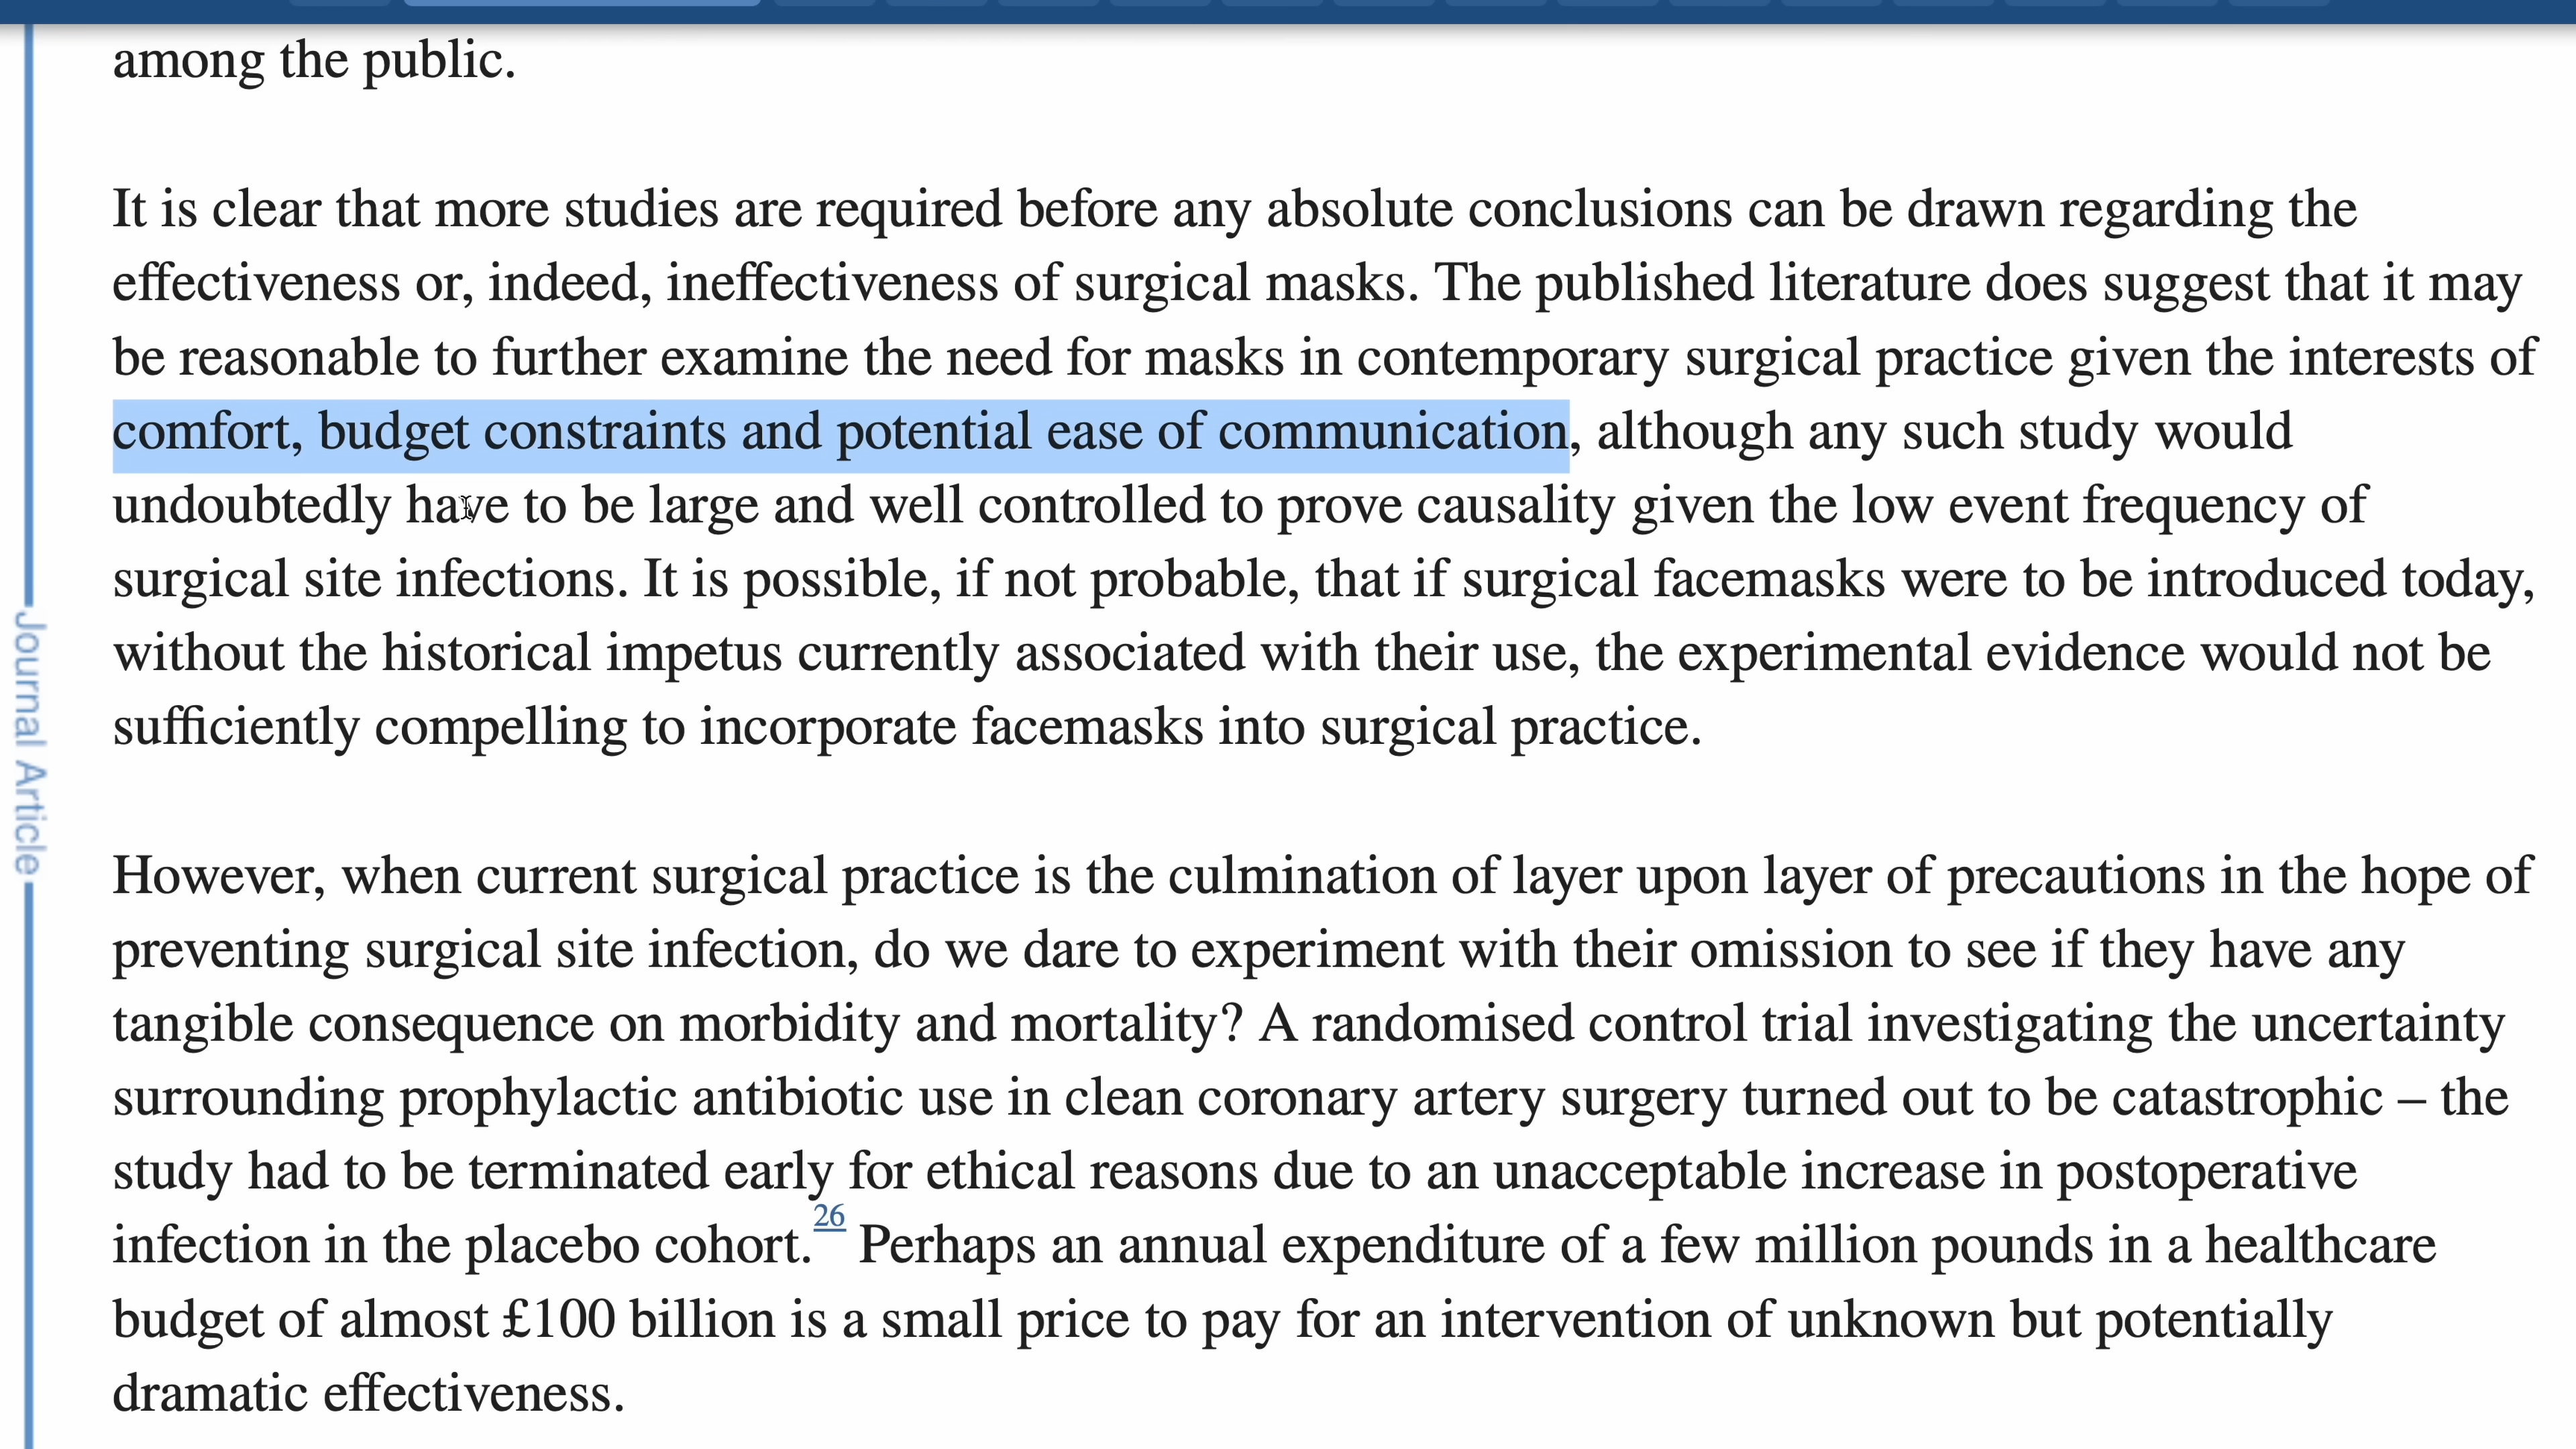 among the public.
It is clear that more studies are required before any absolute conclusions can be drawn regarding the
effectiveness or, indeed, ineffectiveness of surgical masks. The published literature does suggest that it may
be reasonable to further examine the need for masks in contemporary surgical practice given the interests of
comfort, budget constraints and potential ease of communication, although any such study would
undoubtedly have to be large and well controlled to prove causality given the low event frequency of
surgical site infections. It is possible, if not probable, that if surgical facemasks were to be introduced today,
without the historical impetus currently associated with their use, the experimental evidence would not be
sufficiently compelling to incorporate facemasks into surgical practice.
However, when current surgical practice is the culmination of layer upon layer of precautions in the hope of
preventing surgical site infection, do we dare to experiment with their omission to see if they have any
tangible consequence on morbidity and mortality? A randomised control trial investigating the uncertainty
surrounding prophylactic antibiotic use in clean coronary artery surgery turned out to be catastrophic – the
study had to be terminated early for ethical reasons due to an unacceptable increase in postoperative
infection in the placebo cohort.26 Perhaps an annual expenditure of a few million pounds in a healthcare
budget of almost £100 billion is a small price to pay for an intervention of unknown but potentially
dramatic effectiveness.
Journal Article